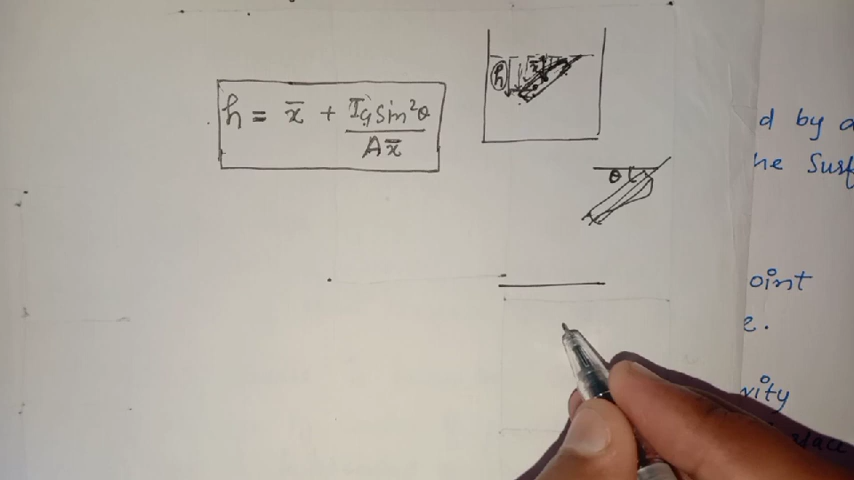 h = x̄ + I_G Sin²θ / A x̄
h
x̄
θ
d by a
he Surf
oint
e.
vity